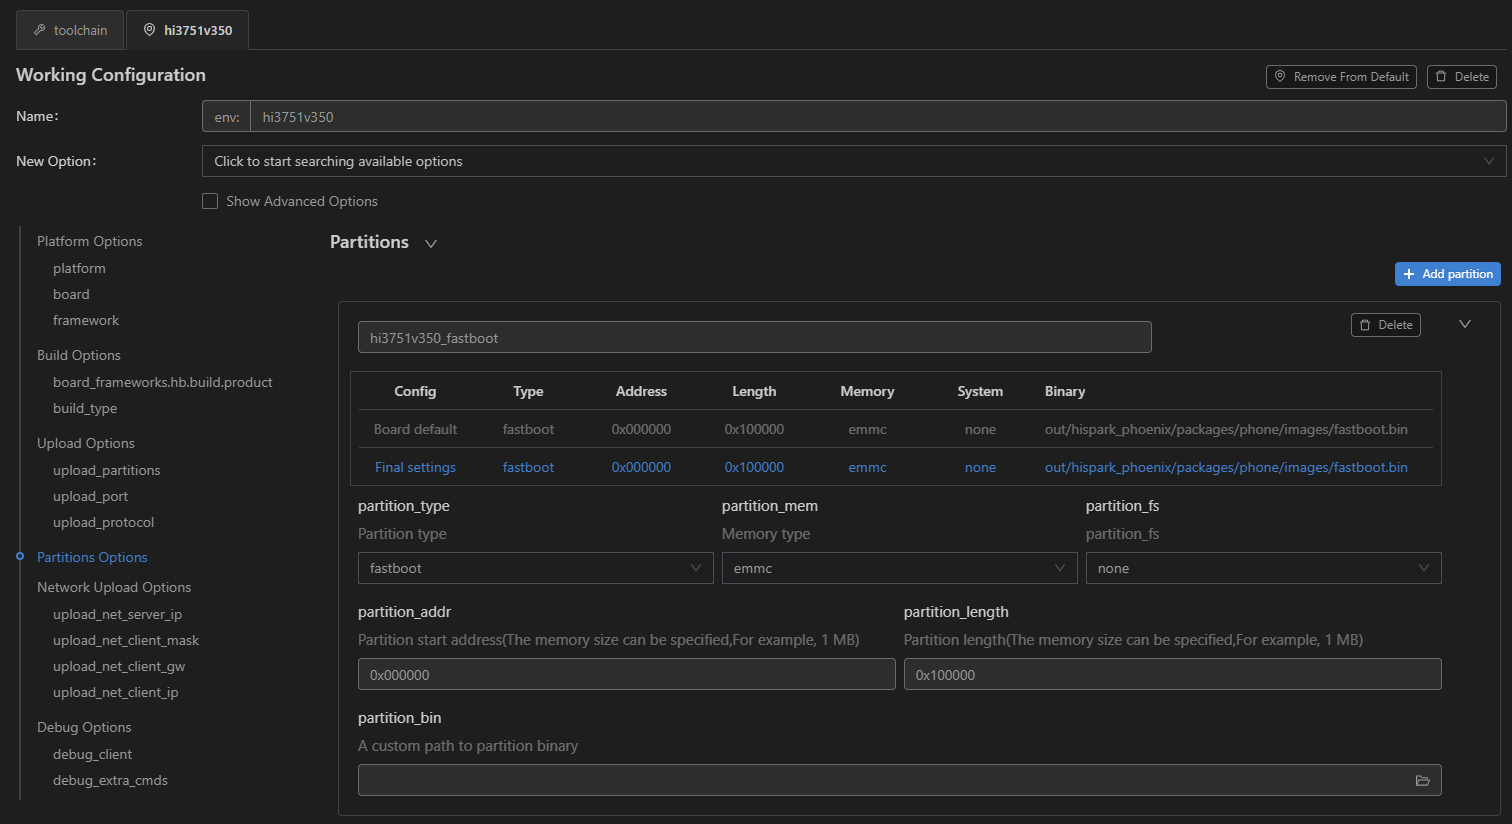 toolchain
hi3751v350
Working Configuration
Remove From Default
Delete
Name:
env:
hi3751v350
New Option:
Click to start searching available options
Show Advanced Options
Platform Options
platform
board
framework
Build Options
board_frameworks.hb.build.product
build_type
Upload Options
upload_partitions
upload_port
upload_protocol
Partitions Options
Network Upload Options
upload_net_server_ip
upload_net_client_mask
upload_net_client_gw
upload_net_client_ip
Debug Options
debug_client
debug_extra_cmds
Partitions
Add partition
hi3751v350_fastboot
Delete
Config Type Address Length Memory System Binary
Board default fastboot 0x000000 0x100000 emmc none out/hispark_phoenix/packages/phone/images/fastboot.bin
Final settings fastboot 0x000000 0x100000 emmc none out/hispark_phoenix/packages/phone/images/fastboot.bin
partition_type
Partition type
fastboot
partition_mem
Memory type
emmc
partition_fs
partition_fs
none
partition_addr
Partition start address(The memory size can be specified,For example, 1 MB)
0x000000
partition_length
Partition length(The memory size can be specified,For example, 1 MB)
0x100000
partition_bin
A custom path to partition binary